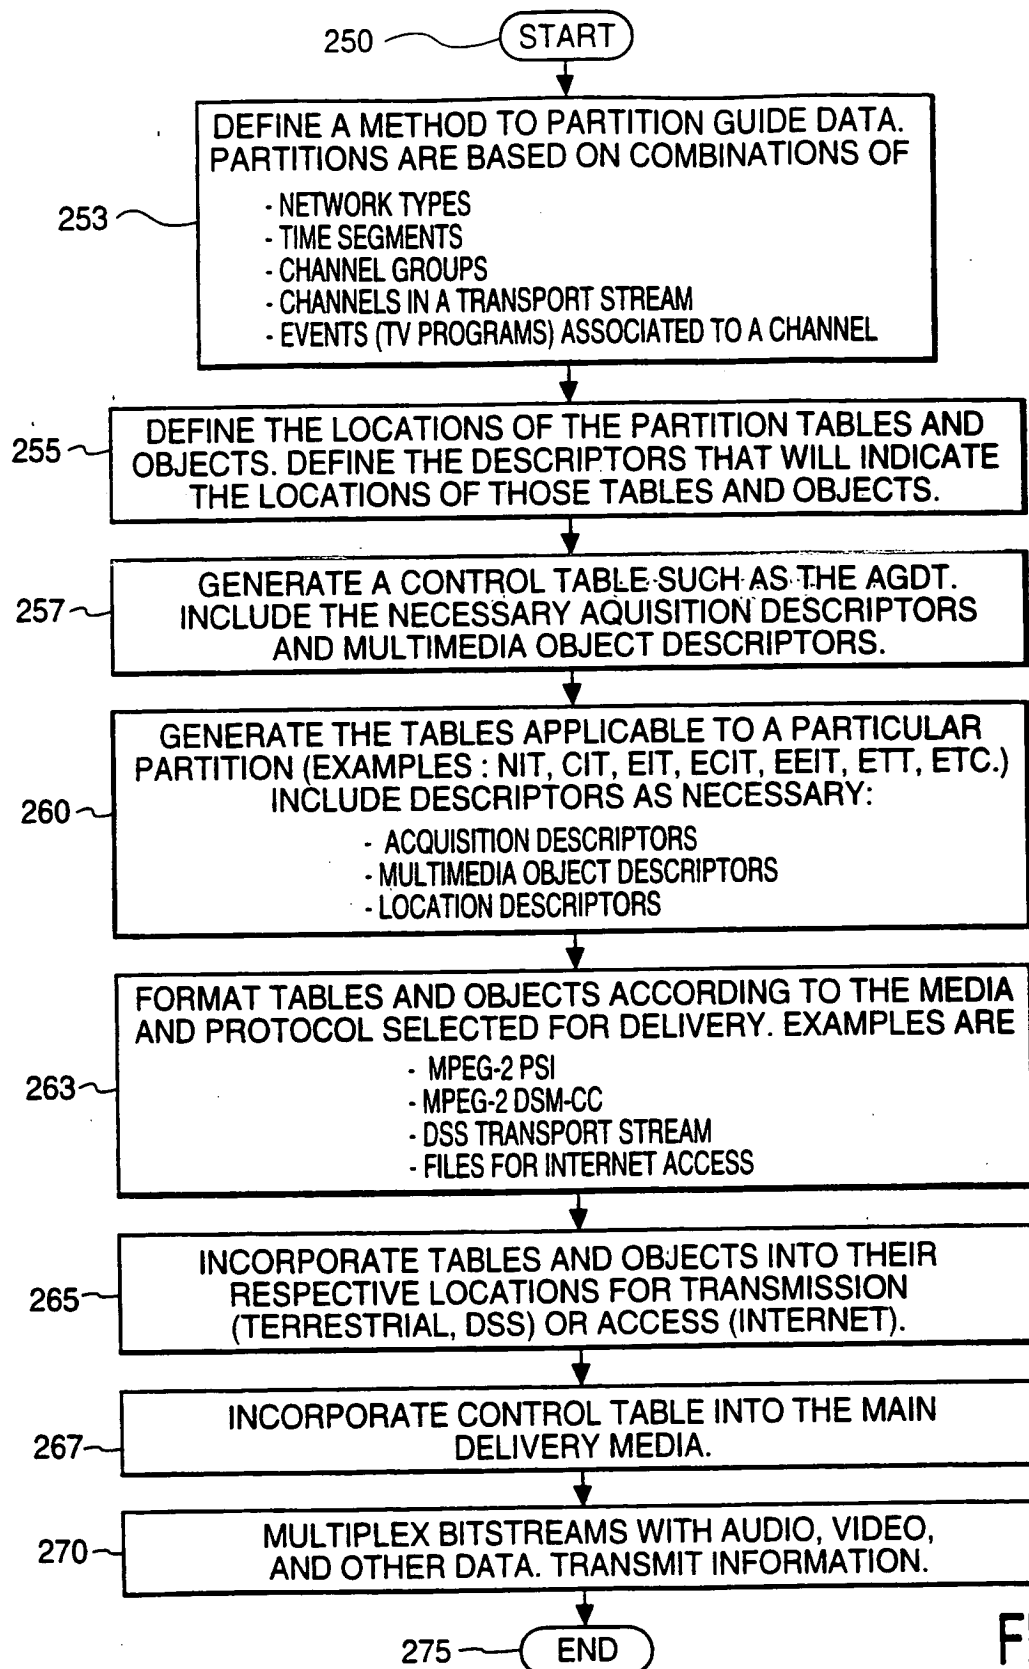 250
START
DEFINE A METHOD TO PARTITION GUIDE DATA.
PARTITIONS ARE BASED ON COMBINATIONS OF
253
- NETWORK TYPES
- TIME SEGMENTS
- CHANNEL GROUPS
- CHANNELS IN A TRANSPORT STREAM
- EVENTS (TV PROGRAMS) ASSOCIATED TO A CHANNEL
255
DEFINE THE LOCATIONS OF THE PARTITION TABLES AND
OBJECTS. DEFINE THE DESCRIPTORS THAT WILL INDICATE
THE LOCATIONS OF THOSE TABLES AND OBJECTS.
257
GENERATE A CONTROL TABLE SUCH AS THE AGDT.
INCLUDE THE NECESSARY AQUISITION DESCRIPTORS
AND MULTIMEDIA OBJECT DESCRIPTORS.
260
GENERATE THE TABLES APPLICABLE TO A PARTICULAR
PARTITION (EXAMPLES : NIT, CIT, EIT, ECIT, EEIT, ETT, ETC.)
INCLUDE DESCRIPTORS AS NECESSARY:
- ACQUISITION DESCRIPTORS
- MULTIMEDIA OBJECT DESCRIPTORS
- LOCATION DESCRIPTORS
263
FORMAT TABLES AND OBJECTS ACCORDING TO THE MEDIA
AND PROTOCOL SELECTED FOR DELIVERY. EXAMPLES ARE
- MPEG-2 PSI
- MPEG-2 DSM-CC
- DSS TRANSPORT STREAM
- FILES FOR INTERNET ACCESS
265
INCORPORATE TABLES AND OBJECTS INTO THEIR
RESPECTIVE LOCATIONS FOR TRANSMISSION
(TERRESTRIAL, DSS) OR ACCESS (INTERNET).
267
INCORPORATE CONTROL TABLE INTO THE MAIN
DELIVERY MEDIA.
270
MULTIPLEX BITSTREAMS WITH AUDIO, VIDEO,
AND OTHER DATA. TRANSMIT INFORMATION.
275
END